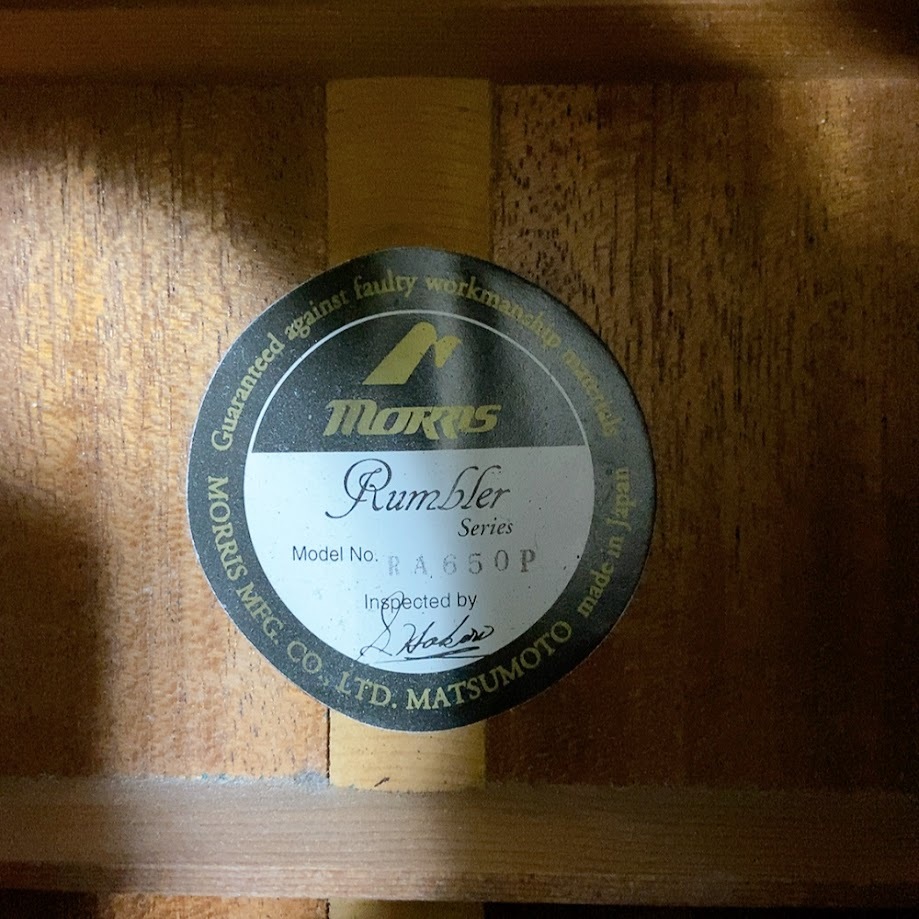 Guaranteed against faulty workmanship materials
MORRIS
Rumbler
Series
Model No. RA650P
Inspected by
MORRIS MFG. CO., LTD. MATSUMOTO made in Japan